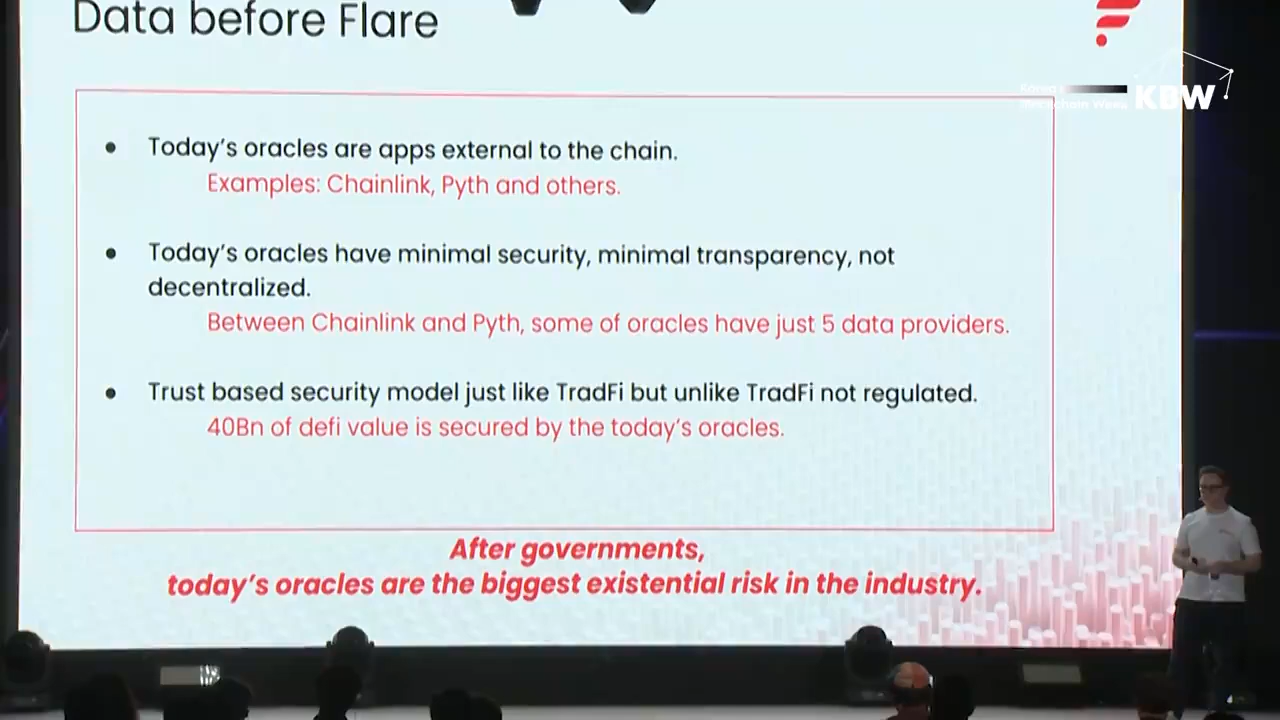 Data before Flare
KBW
Today's oracles are apps external to the chain.
Examples: Chainlink, Pyth and others.
Today's oracles have minimal security, minimal transparency, not
decentralized.
Between Chainlink and Pyth, some of oracles have just 5 data providers.
Trust based security model just like TradFi but unlike TradFi not regulated.
40Bn of defi value is secured by the today's oracles.
After governments,
today's oracles are the biggest existential risk in the industry.